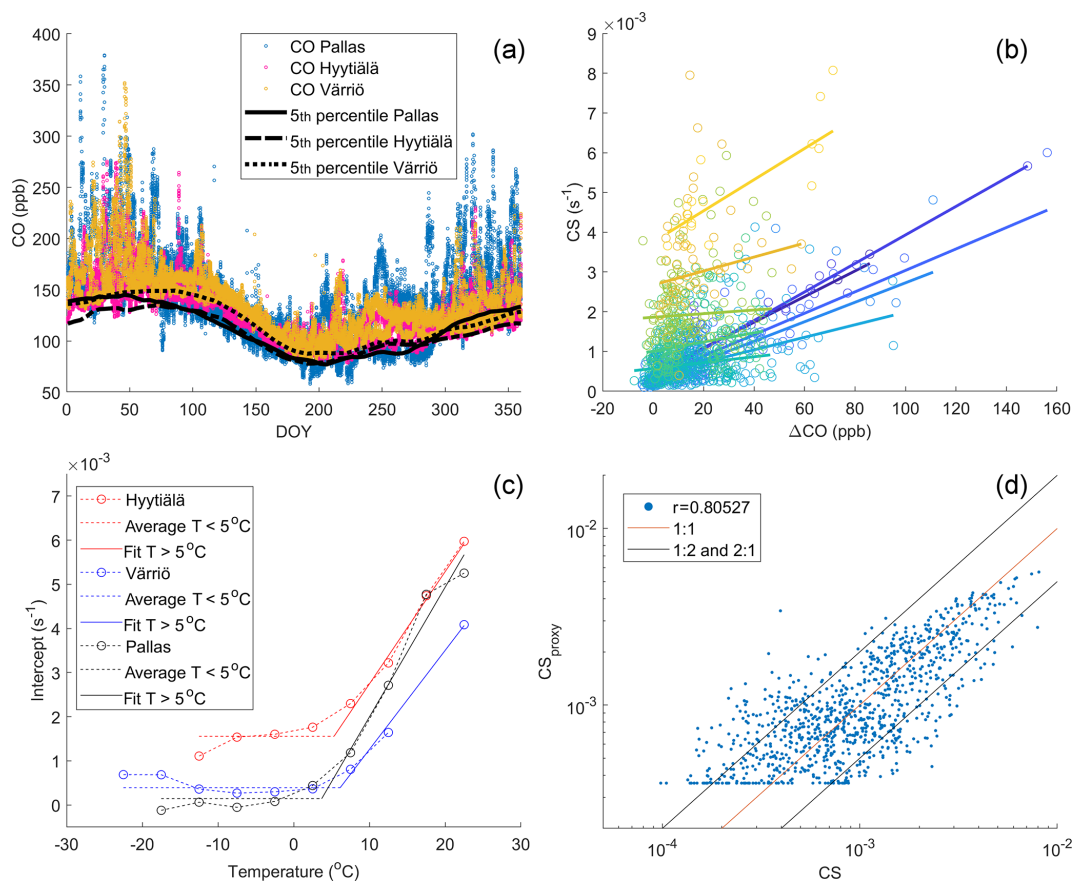 (a)
400
350
300
250
200
150
100
50
CO (ppb)
0
50
100
150
200
250
300
350
DOY
CO Pallas
CO Hyytiälä
CO Värriö
5th percentile Pallas
5th percentile Hyytiälä
5th percentile Värriö
(b)
×10⁻³
9
8
7
6
5
4
3
2
1
0
CS (s⁻¹)
-20
0
20
40
60
80
100
120
140
160
ΔCO (ppb)
(c)
×10⁻³
7
6
5
4
3
2
1
0
Intercept (s⁻¹)
-30
-20
-10
0
10
20
30
Temperature (°C)
Hyytiälä
Average T < 5°C
Fit T > 5°C
Värriö
Average T < 5°C
Fit T > 5°C
Pallas
Average T < 5°C
Fit T > 5°C
(d)
r=0.80527
1:1
1:2 and 2:1
10⁻²
10⁻³
CS_proxy
10⁻⁴
10⁻³
10⁻²
CS